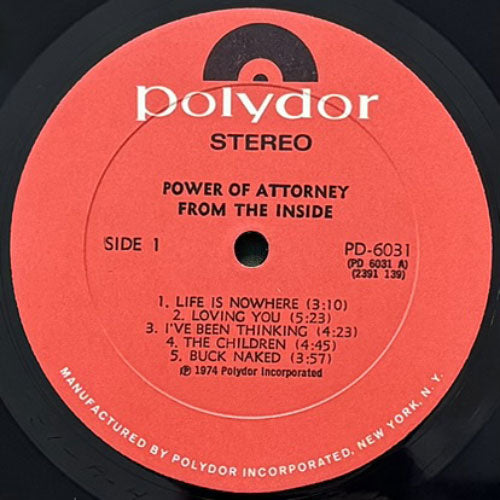 polydor
STEREO
POWER OF ATTORNEY
FROM THE INSIDE
SIDE 1
PD-6031
(PD 6031 A)
(2391 139)
1. LIFE IS NOWHERE (3:10)
2. LOVING YOU (5:23)
3. I'VE BEEN THINKING (4:23)
4. THE CHILDREN (4:45)
5. BUCK NAKED (3:57)
℗ 1974 Polydor Incorporated
MANUFACTURED BY POLYDOR INCORPORATED, NEW YORK, N.Y.